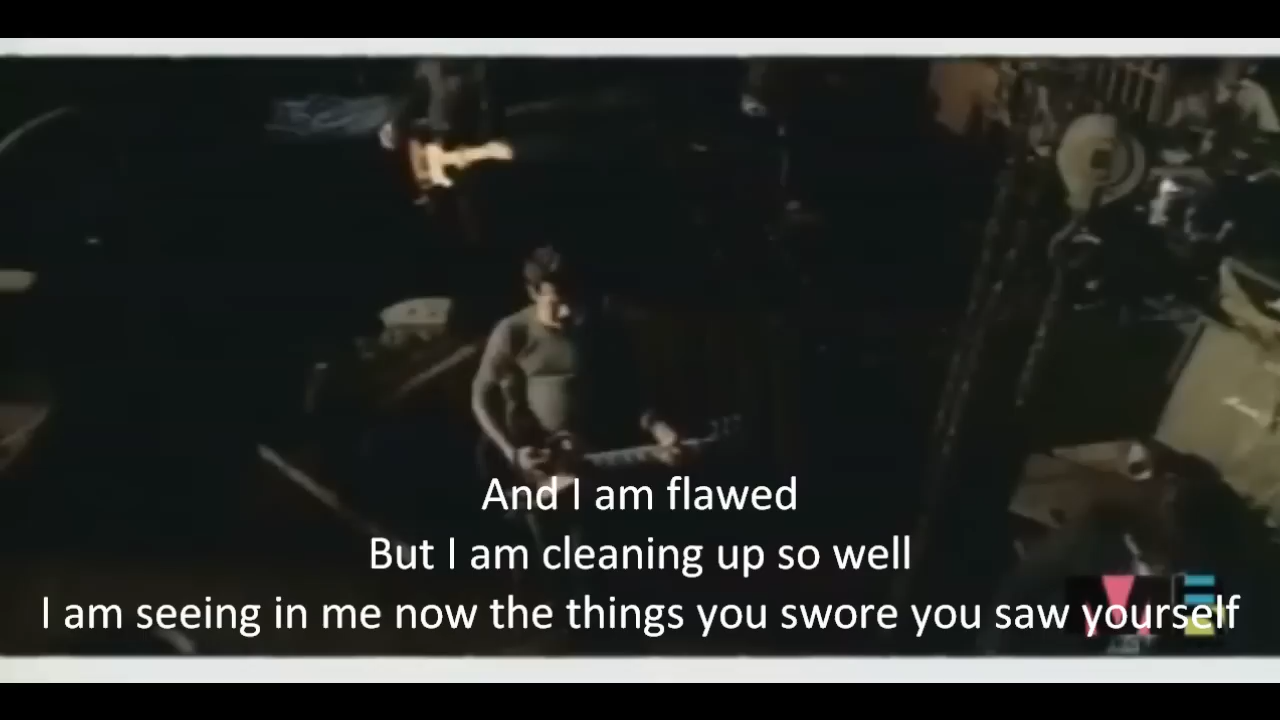 And I am flawed
But I am cleaning up so well
I am seeing in me now the things you swore you saw yourself